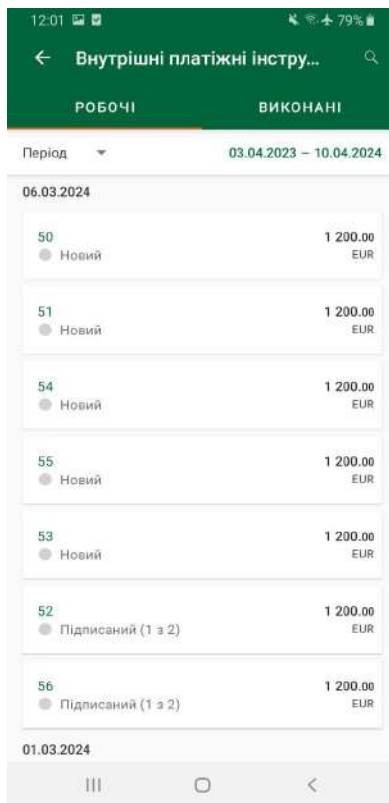 12:01 79%
Внутрішні платіжні інстру...
РОБОЧІ ВИКОНАНІ
Період 03.04.2023 – 10.04.2024
06.03.2024
50 1 200.00
Новий EUR
51 1 200.00
Новий EUR
54 1 200.00
Новий EUR
55 1 200.00
Новий EUR
53 1 200.00
Новий EUR
52 1 200.00
Підписаний (1 з 2) EUR
56 1 200.00
Підписаний (1 з 2) EUR
01.03.2024